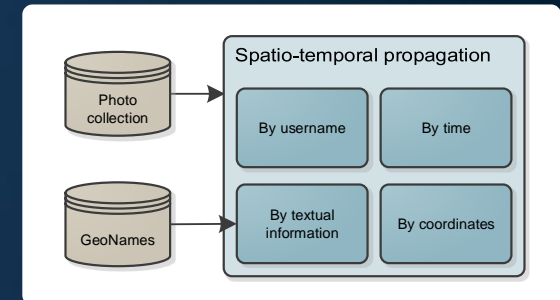 Spatio-temporal propagation
Photo
collection
By username
By time
GeoNames
By textual
information
By coordinates